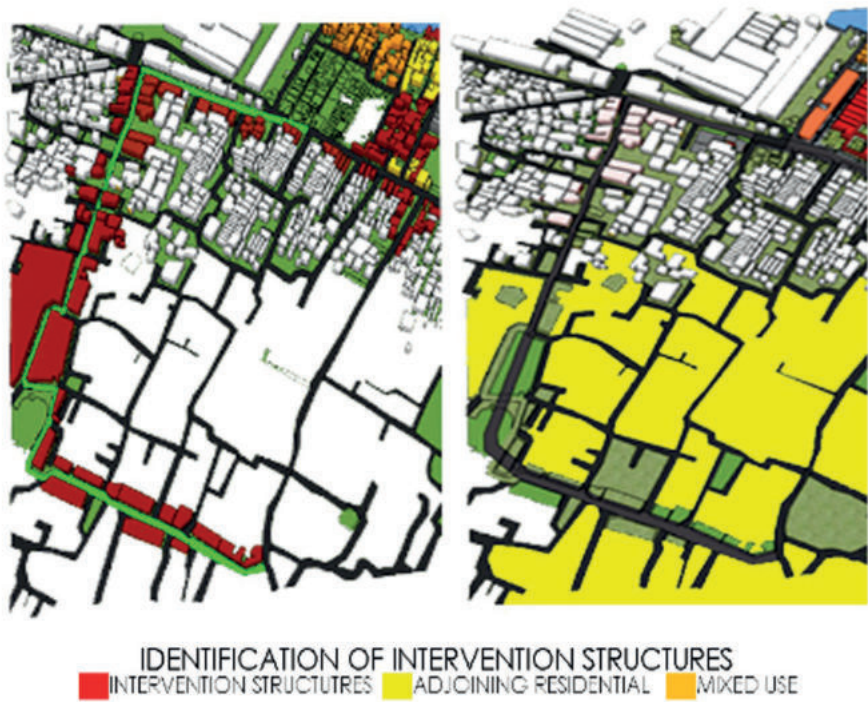 IDENTIFICATION OF INTERVENTION STRUCTURES
INTERVENTION STRUCTUTRES ADJOINING RESIDENTIAL MIXED USE